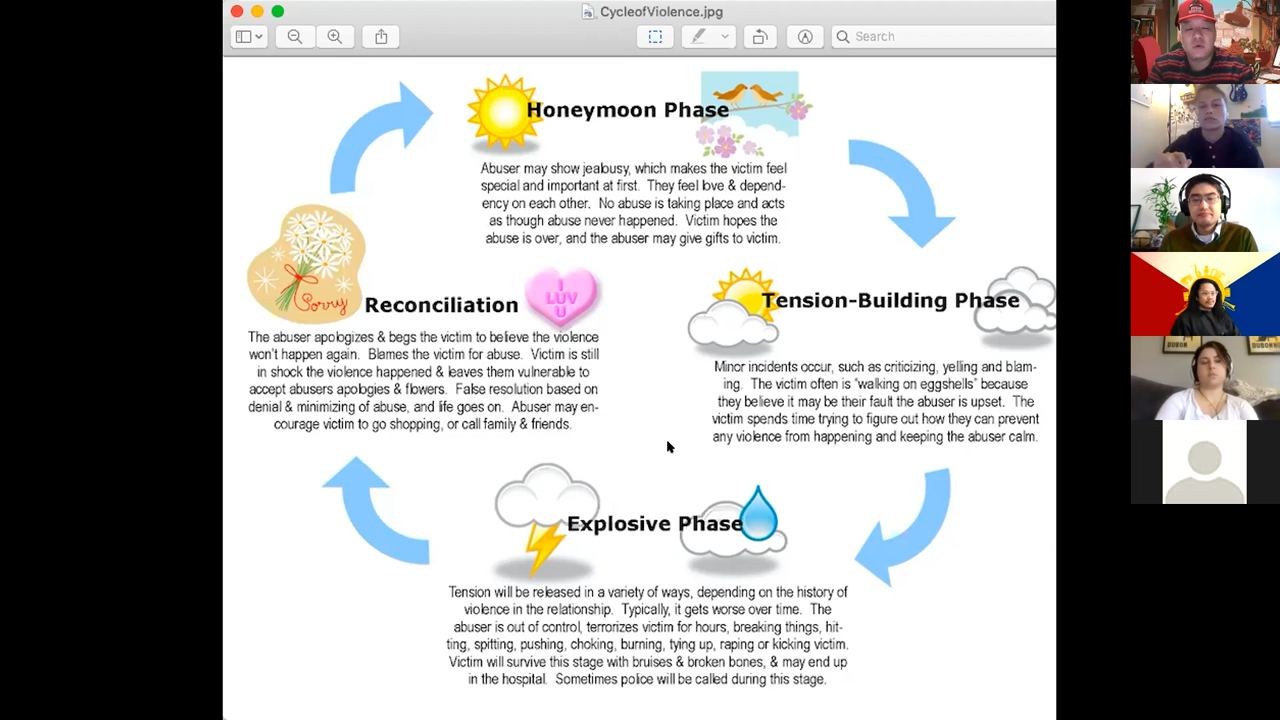 CycleofViolence.jpg
Search
Honeymoon Phase
Abuser may show jealousy, which makes the victim feel
special and important at first. They feel love & depend-
ency on each other. No abuse is taking place and acts
as though abuse never happened. Victim hopes the
abuse is over, and the abuser may give gifts to victim.
Sorry
Reconciliation
I
LUV
U
The abuser apologizes & begs the victim to believe the violence
won't happen again. Blames the victim for abuse. Victim is still
in shock the violence happened & leaves them vulnerable to
accept abusers apologies & flowers. False resolution based on
denial & minimizing of abuse, and life goes on. Abuser may en-
courage victim to go shopping, or call family & friends.
Tension-Building Phase
Minor incidents occur, such as criticizing, yelling and blam-
ing. The victim often is "walking on eggshells" because
they believe it may be their fault the abuser is upset. The
victim spends time trying to figure out how they can prevent
any violence from happening and keeping the abuser calm.
Explosive Phase
Tension will be released in a variety of ways, depending on the history of
violence in the relationship. Typically, it gets worse over time. The
abuser is out of control, terrorizes victim for hours, breaking things, hit-
ting, spitting, pushing, choking, burning, tying up, raping or kicking victim.
Victim will survive this stage with bruises & broken bones, & may end up
in the hospital. Sometimes police will be called during this stage.